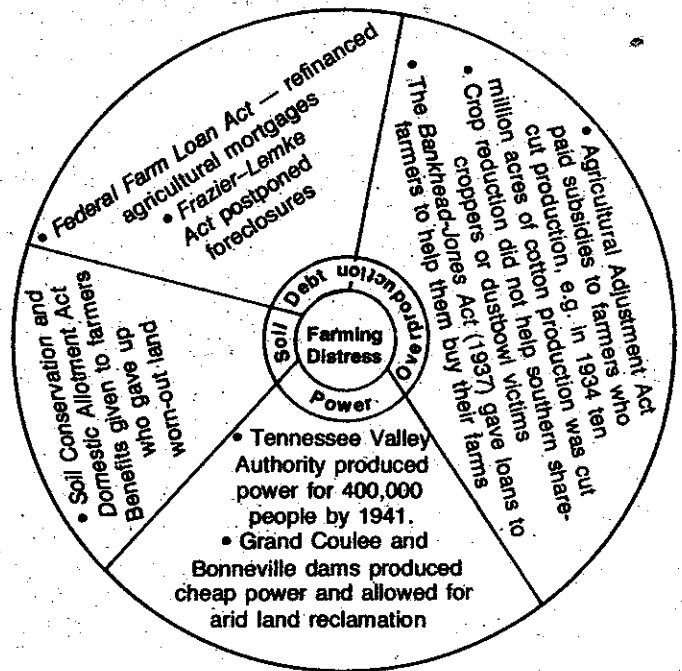 • Federal Farm Loan Act — refinanced
agricultural mortgages
• Frazier–Lemke
Act postponed
foreclosures
• Agricultural Adjustment Act
paid subsidies to farmers who
cut production, e.g. in 1934 ten
million acres of cotton production was cut
• Crop reduction did not help southern share-
croppers or dustbowl victims
• The Bankhead-Jones Act (1937) gave loans to
farmers to help them buy their farms
• Soil Conservation and
Domestic Allotment Act
Benefits given to farmers
who gave up
worn-out land
Soil
Debt
Overproduction
Power
Farming
Distress
• Tennessee Valley
Authority produced
power for 400,000
people by 1941.
• Grand Coulee and
Bonneville dams produced
cheap power and allowed for
arid land reclamation